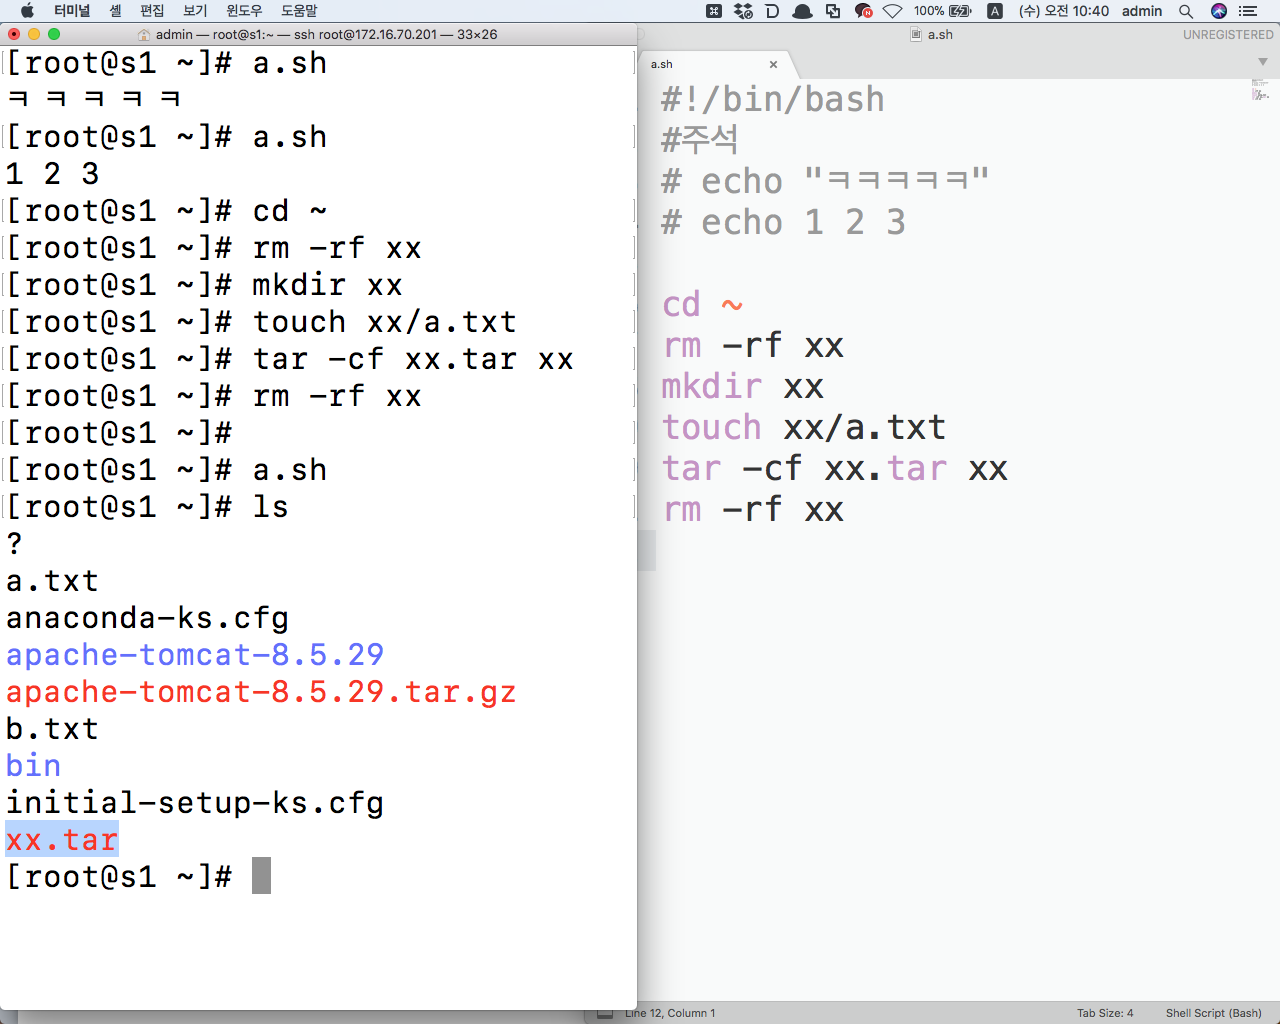 터미널 셸 편집 보기 윈도우 도움말
100% A (수) 오전 10:40 admin
admin — root@s1:~ — ssh root@172.16.70.201 — 33×26
[root@s1 ~]# a.sh
ㅋㅋㅋㅋㅋ
[root@s1 ~]# a.sh
1 2 3
[root@s1 ~]# cd ~
[root@s1 ~]# rm -rf xx
[root@s1 ~]# mkdir xx
[root@s1 ~]# touch xx/a.txt
[root@s1 ~]# tar -cf xx.tar xx
[root@s1 ~]# rm -rf xx
[root@s1 ~]#
[root@s1 ~]# a.sh
[root@s1 ~]# ls
?
a.txt
anaconda-ks.cfg
apache-tomcat-8.5.29
apache-tomcat-8.5.29.tar.gz
b.txt
bin
initial-setup-ks.cfg
xx.tar
[root@s1 ~]#
a.sh
UNREGISTERED
a.sh ×
#!/bin/bash
#주석
# echo "ㅋㅋㅋㅋㅋ"
# echo 1 2 3
cd ~
rm -rf xx
mkdir xx
touch xx/a.txt
tar -cf xx.tar xx
rm -rf xx
Line 12, Column 1
Tab Size: 4
Shell Script (Bash)